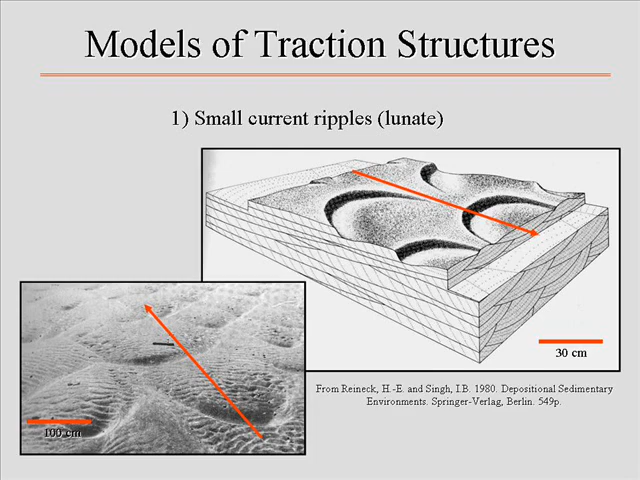 Models of Traction Structures
1) Small current ripples (lunate)
30 cm
100 cm
From Reineck, H.-E. and Singh, I.B. 1980. Depositional Sedimentary
Environments. Springer-Verlag, Berlin. 549p.